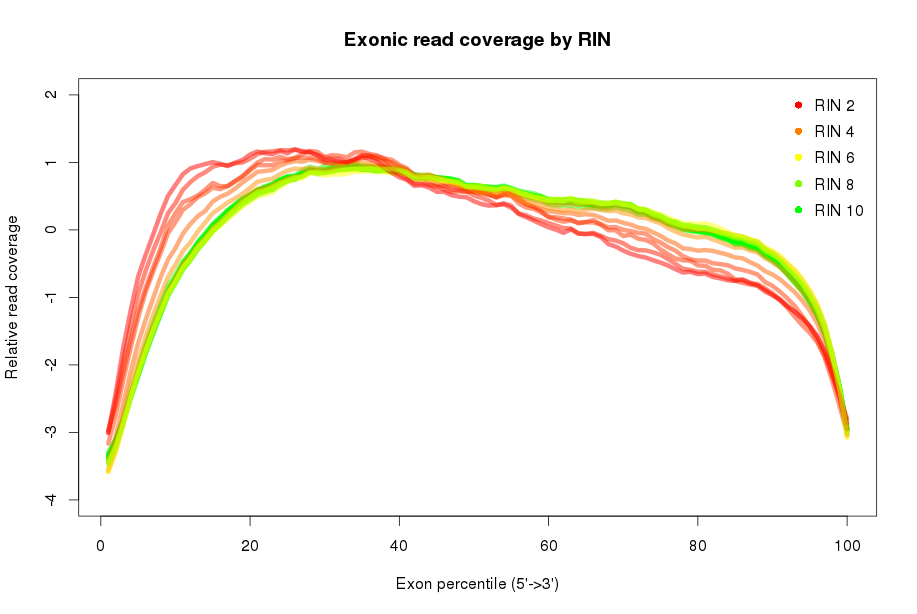 Exonic read coverage by RIN
RIN 2
RIN 4
RIN 6
RIN 8
RIN 10
Relative read coverage
2
1
0
-1
-2
-3
-4
0 20 40 60 80 100
Exon percentile (5'->3')